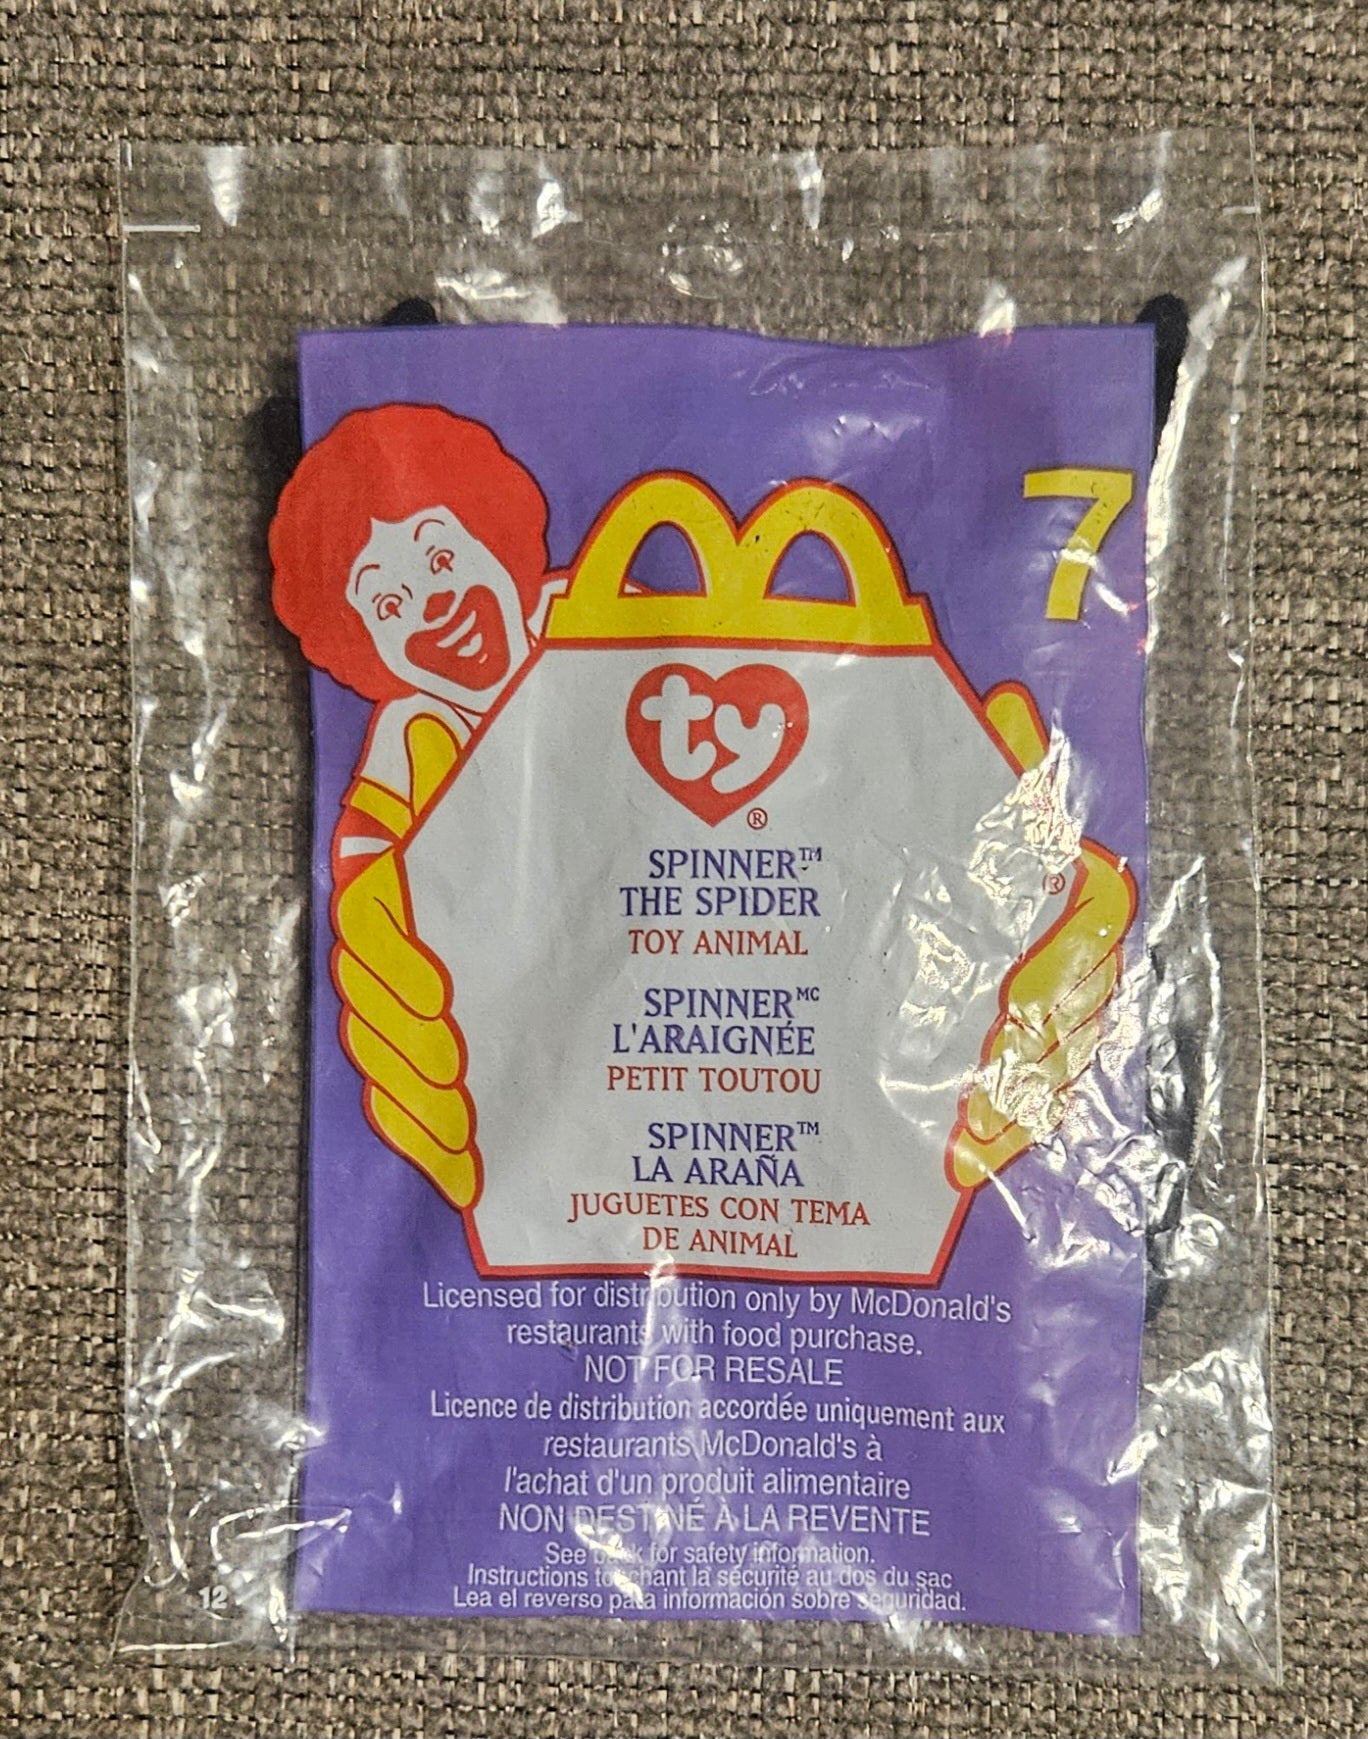 7
ty®
SPINNER™
THE SPIDER
TOY ANIMAL
®
SPINNERMC
L'ARAIGNÉE
PETIT TOUTOU
SPINNER™
LA ARAÑA
JUGUETES CON TEMA
DE ANIMAL
Licensed for distribution only by McDonald's
restaurants with food purchase.
NOT FOR RESALE
Licence de distribution accordée uniquement aux
restaurants McDonald's à
l'achat d'un produit alimentaire
NON DESTINÉ À LA REVENTE
See back for safety information.
Instructions touchant la sécurité au dos du sac
Lea el reverso para información sobre seguridad.
12